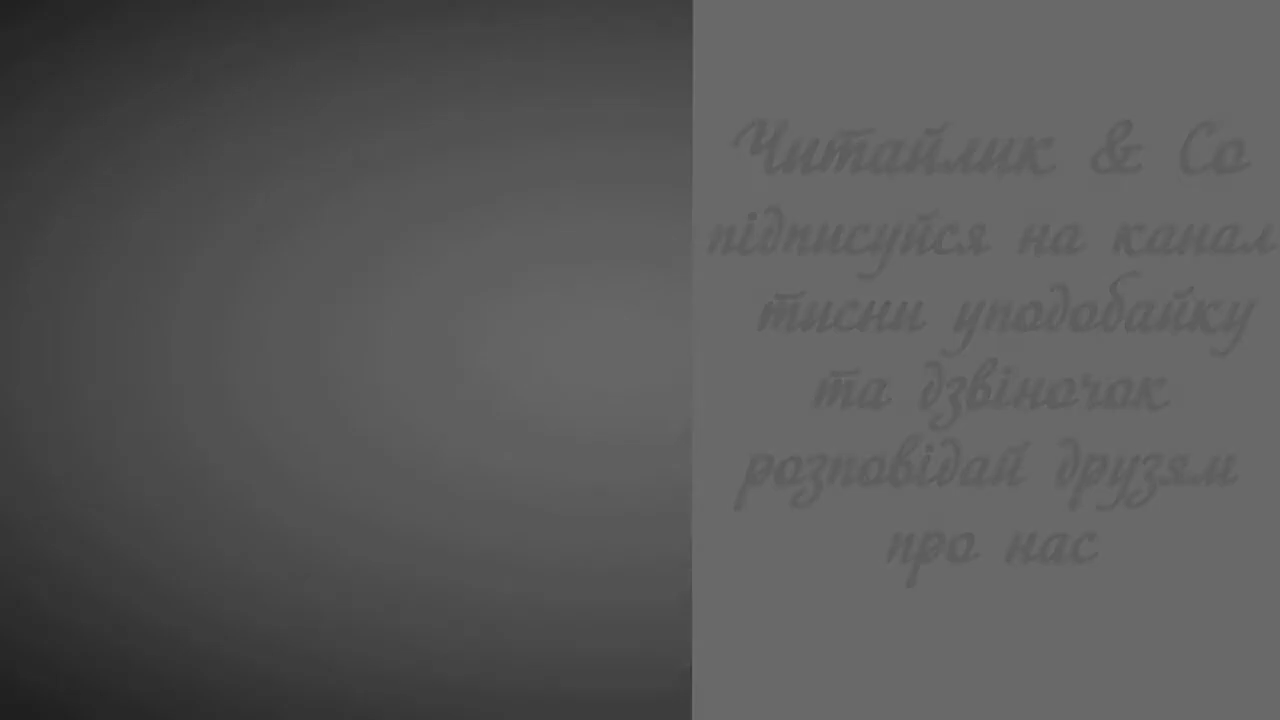 Читайлик & Co
підписуйся на канал
тисни уподобайку
та дзвіночок
розповідай друзям
про нас